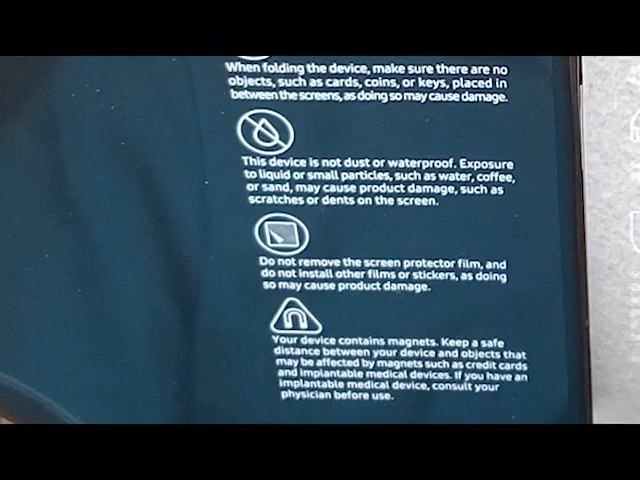 When folding the device, make sure there are no
objects, such as cards, coins, or keys, placed in
between the screens, as doing so may cause damage.
This device is not dust or waterproof. Exposure
to liquid or small particles, such as water, coffee,
or sand, may cause product damage, such as
scratches or dents on the screen.
Do not remove the screen protector film, and
do not install other films or stickers, as doing
so may cause product damage.
Your device contains magnets. Keep a safe
distance between your device and objects that
may be affected by magnets such as credit cards
and implantable medical devices. If you have an
implantable medical device, consult your
physician before use.